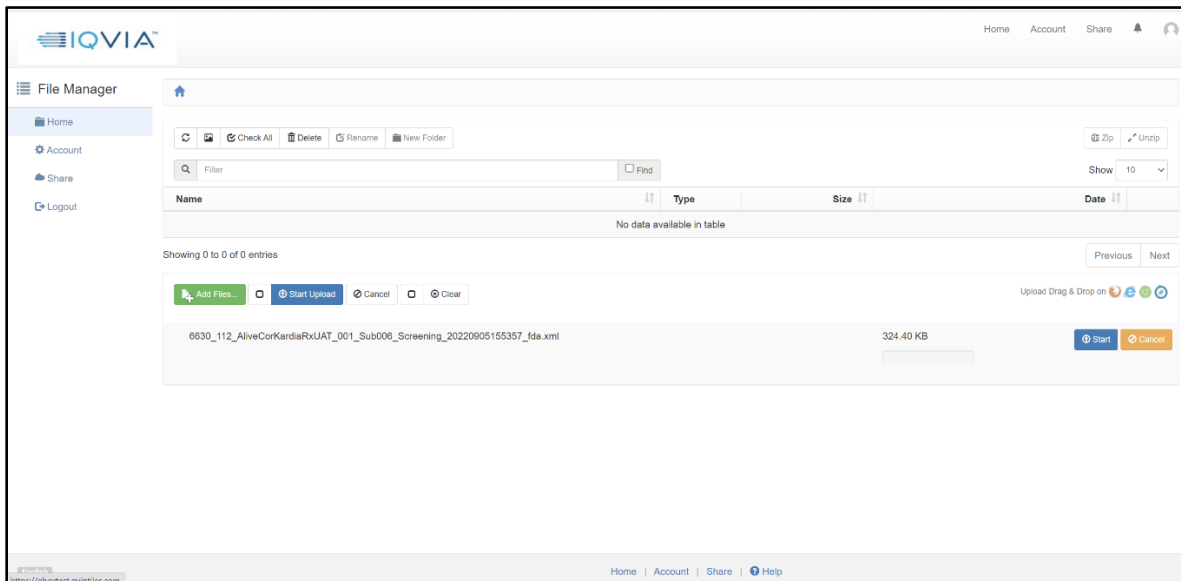 IQVIA™
Home Account Share
File Manager
Home
Account
Share
Logout
Check All Delete Rename New Folder Zip Unzip
Filter Find Show 10
Name Type Size Date
No data available in table
Showing 0 to 0 of 0 entries Previous Next
Add Files... Start Upload Cancel Clear Upload Drag & Drop on
6630_112_AliveCorKardiaRxUAT_001_Sub006_Screening_20220905155357_fda.xml 324.40 KB Start Cancel
English Home | Account | Share | Help